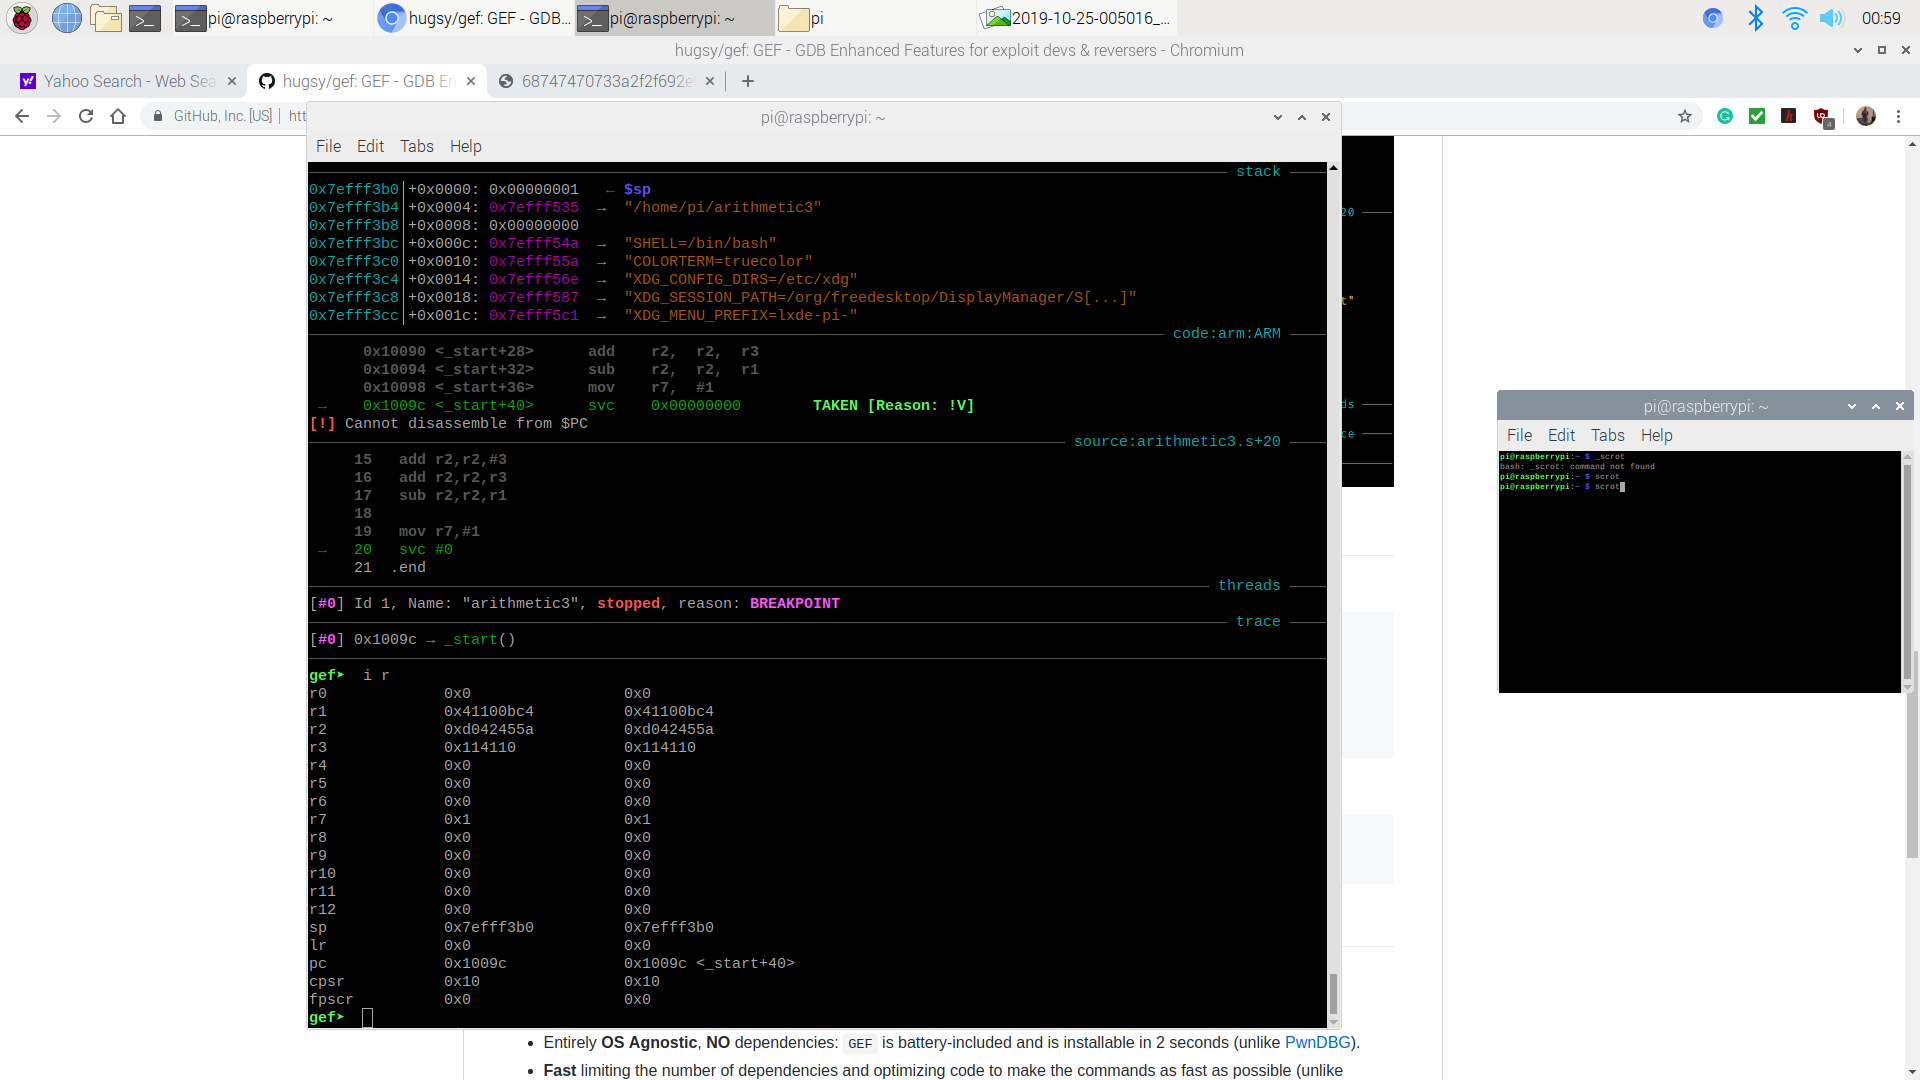 pi@raspberrypi: ~
hugsy/gef: GEF - GDB...
pi@raspberrypi: ~
pi
2019-10-25-005016_...
00:59
hugsy/gef: GEF - GDB Enhanced Features for exploit devs & reversers - Chromium
Yahoo Search - Web Sea
hugsy/gef: GEF - GDB En
68747470733a2f2f692e
GitHub, Inc. [US] | htt
4
pi@raspberrypi: ~
File Edit Tabs Help
stack
0x7efff3b0|+0x0000: 0x00000001 ← $sp
0x7efff3b4|+0x0004: 0x7efff535 → "/home/pi/arithmetic3"
0x7efff3b8|+0x0008: 0x00000000
0x7efff3bc|+0x000c: 0x7efff54a → "SHELL=/bin/bash"
0x7efff3c0|+0x0010: 0x7efff55a → "COLORTERM=truecolor"
0x7efff3c4|+0x0014: 0x7efff56e → "XDG_CONFIG_DIRS=/etc/xdg"
0x7efff3c8|+0x0018: 0x7efff587 → "XDG_SESSION_PATH=/org/freedesktop/DisplayManager/S[...]"
0x7efff3cc|+0x001c: 0x7efff5c1 → "XDG_MENU_PREFIX=lxde-pi-"
code:arm:ARM
0x10090 <_start+28> add r2, r2, r3
0x10094 <_start+32> sub r2, r2, r1
0x10098 <_start+36> mov r7, #1
→ 0x1009c <_start+40> svc 0x00000000 TAKEN [Reason: !V]
[!] Cannot disassemble from $PC
source:arithmetic3.s+20
15 add r2,r2,#3
16 add r2,r2,r3
17 sub r2,r2,r1
18
19 mov r7,#1
→ 20 svc #0
21 .end
threads
[#0] Id 1, Name: "arithmetic3", stopped, reason: BREAKPOINT
trace
[#0] 0x1009c → _start()
gef➤ i r
r0 0x0 0x0
r1 0x41100bc4 0x41100bc4
r2 0xd042455a 0xd042455a
r3 0x114110 0x114110
r4 0x0 0x0
r5 0x0 0x0
r6 0x0 0x0
r7 0x1 0x1
r8 0x0 0x0
r9 0x0 0x0
r10 0x0 0x0
r11 0x0 0x0
r12 0x0 0x0
sp 0x7efff3b0 0x7efff3b0
lr 0x0 0x0
pc 0x1009c 0x1009c <_start+40>
cpsr 0x10 0x10
fpscr 0x0 0x0
gef➤
20
t"
ds
ce
pi@raspberrypi: ~
File Edit Tabs Help
pi@raspberrypi:~ $ _scrot
bash: _scrot: command not found
pi@raspberrypi:~ $ scrot
pi@raspberrypi:~ $ scrot
• Entirely OS Agnostic, NO dependencies: GEF is battery-included and is installable in 2 seconds (unlike PwnDBG).
• Fast limiting the number of dependencies and optimizing code to make the commands as fast as possible (unlike